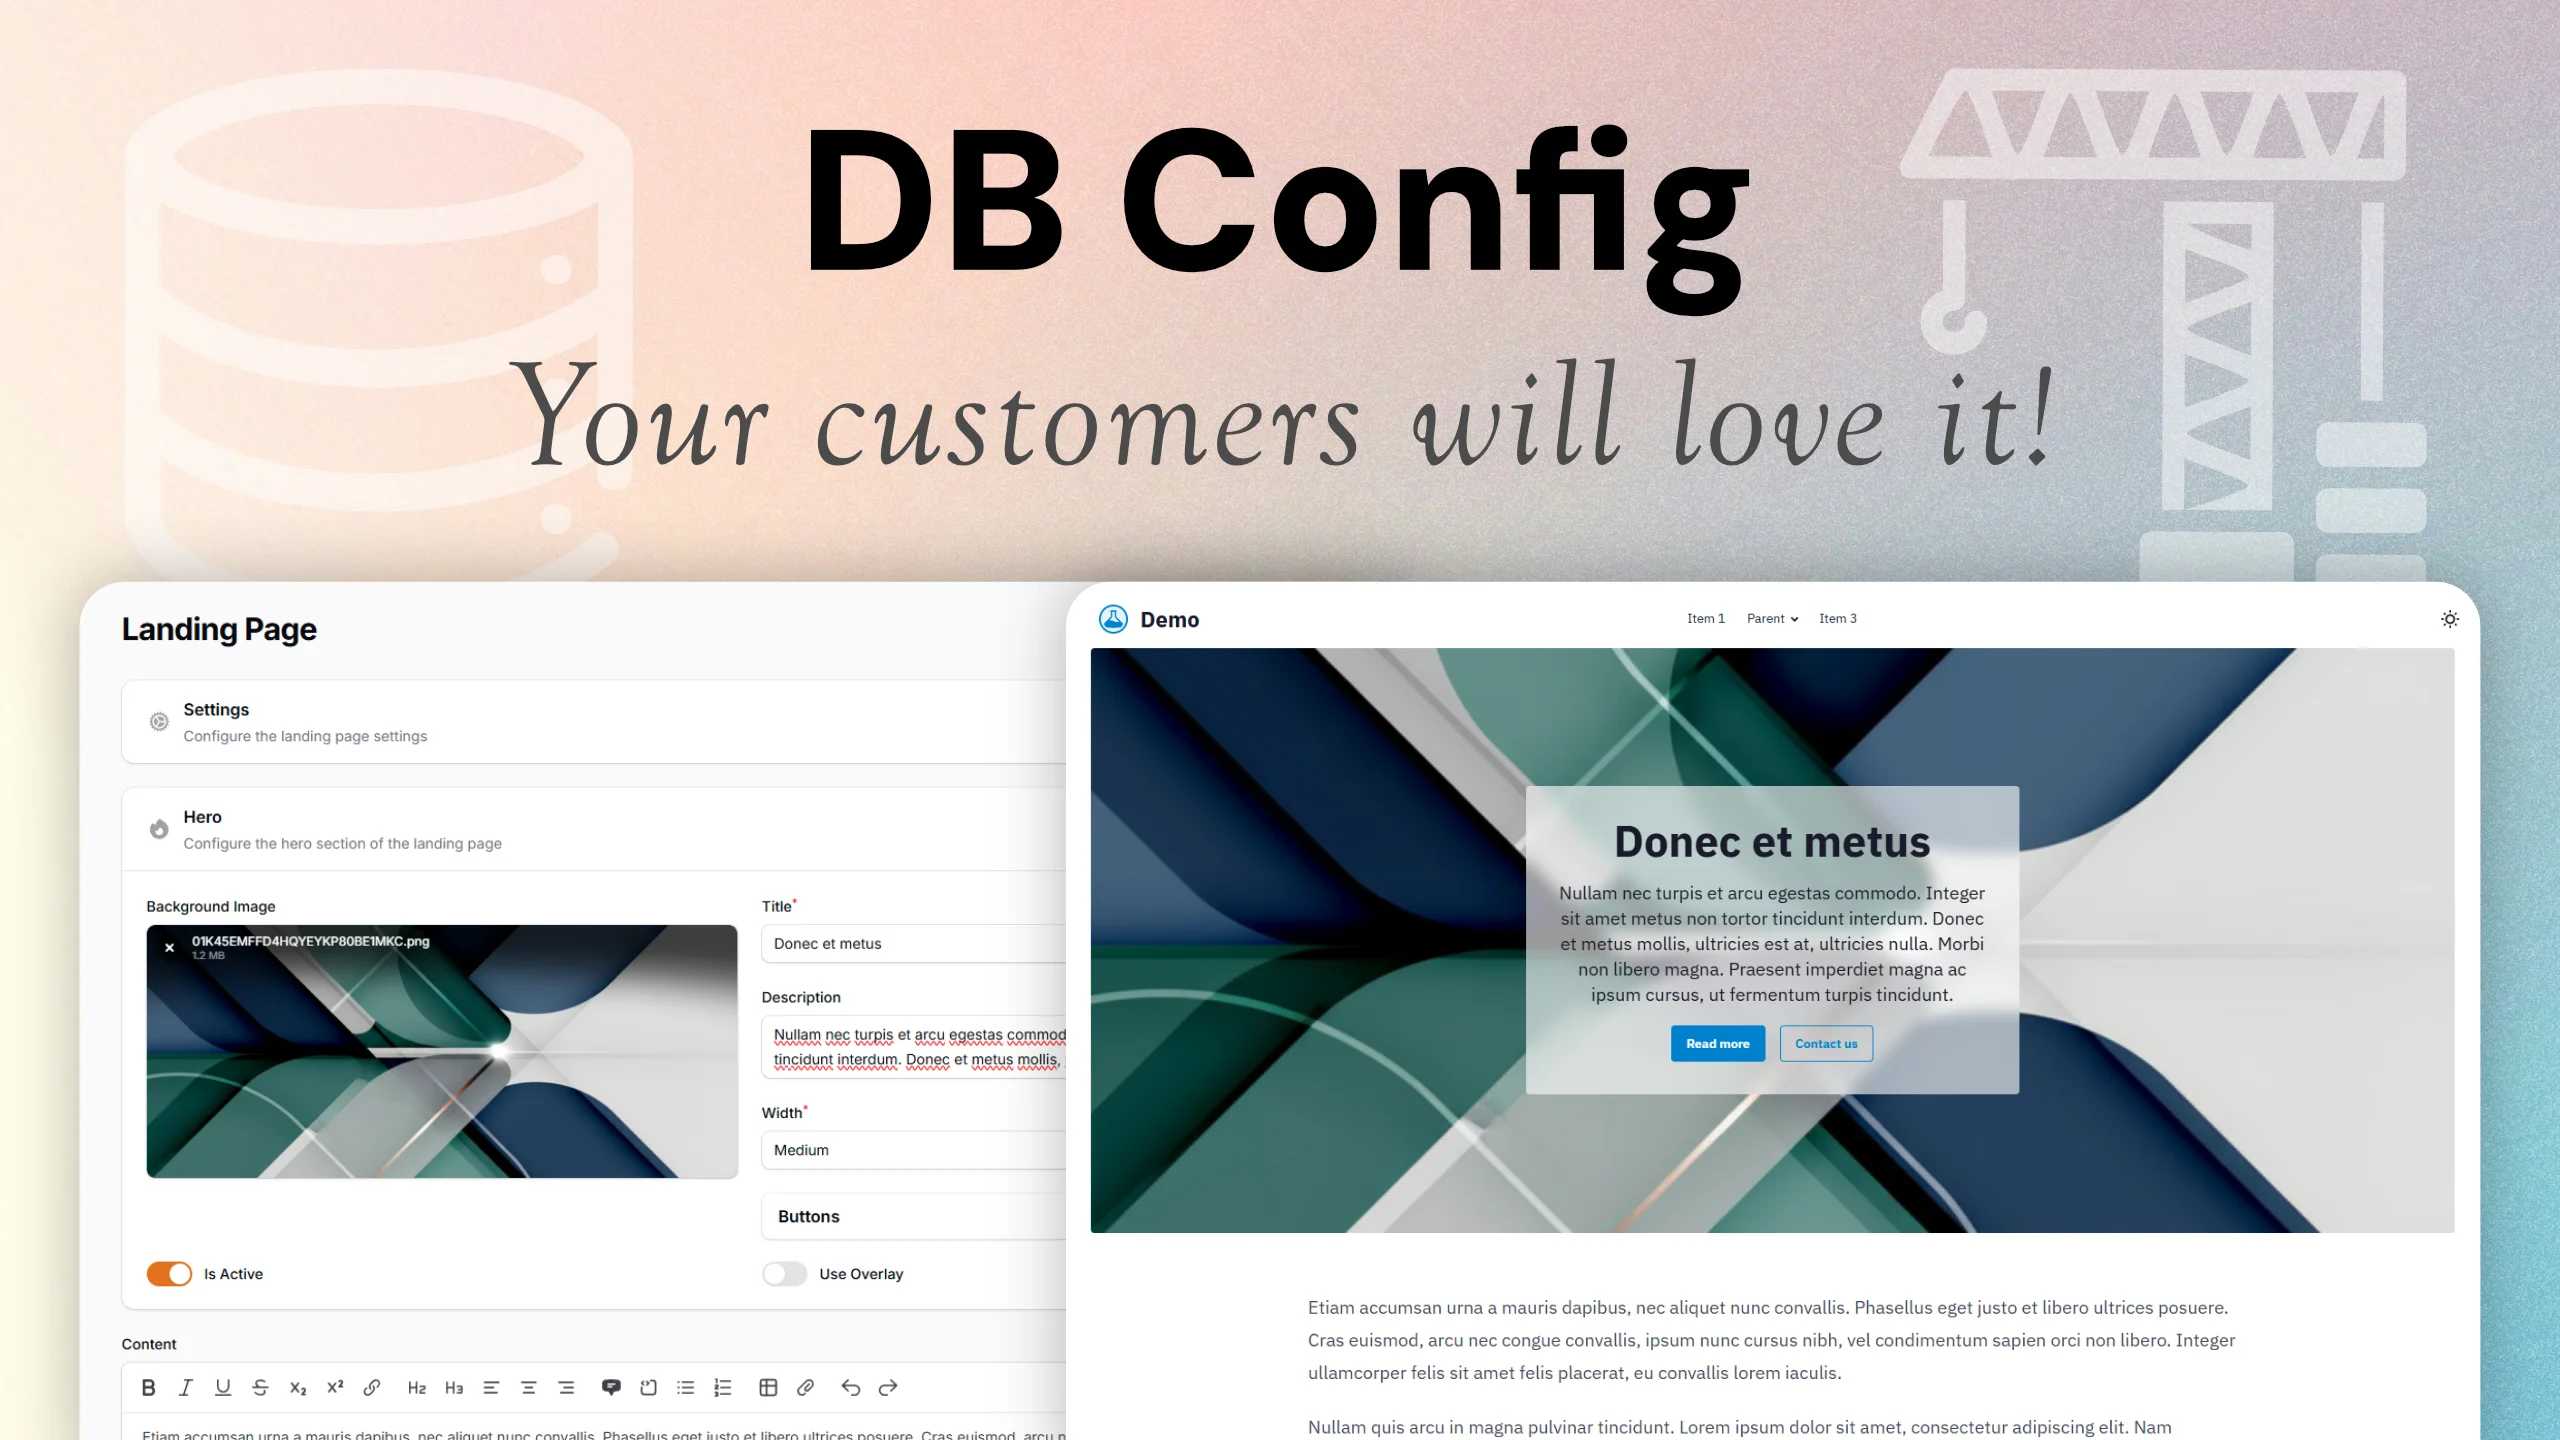 DB Config
Your customers will love it!
Landing Page
Settings
Configure the landing page settings
Hero
Configure the hero section of the landing page
Background Image
01K45EMFFD4HQYEYKP80BE1MKC.png
1.2 MB
Title*
Donec et metus
Description
Nullam nec turpis et arcu egestas commod
tincidunt interdum. Donec et metus mollis,
Width*
Medium
Buttons
Is Active
Use Overlay
Content
B I U S x₂ x² H₂ H₃
Etiam accumsan urna a mauris dapibus, nec aliquet nunc convallis. Phasellus eget justo et libero ultrices posuere. Cras euismod, arcu n
Demo
Item 1 Parent Item 3
Donec et metus
Nullam nec turpis et arcu egestas commodo. Integer
sit amet metus non tortor tincidunt interdum. Donec
et metus mollis, ultricies est at, ultricies nulla. Morbi
non libero magna. Praesent imperdiet magna ac
ipsum cursus, ut fermentum turpis tincidunt.
Read more Contact us
Etiam accumsan urna a mauris dapibus, nec aliquet nunc convallis. Phasellus eget justo et libero ultrices posuere.
Cras euismod, arcu nec congue convallis, ipsum nunc cursus nibh, vel condimentum sapien orci non libero. Integer
ullamcorper felis sit amet felis placerat, eu convallis lorem iaculis.
Nullam quis arcu in magna pulvinar tincidunt. Lorem ipsum dolor sit amet, consectetur adipiscing elit. Nam